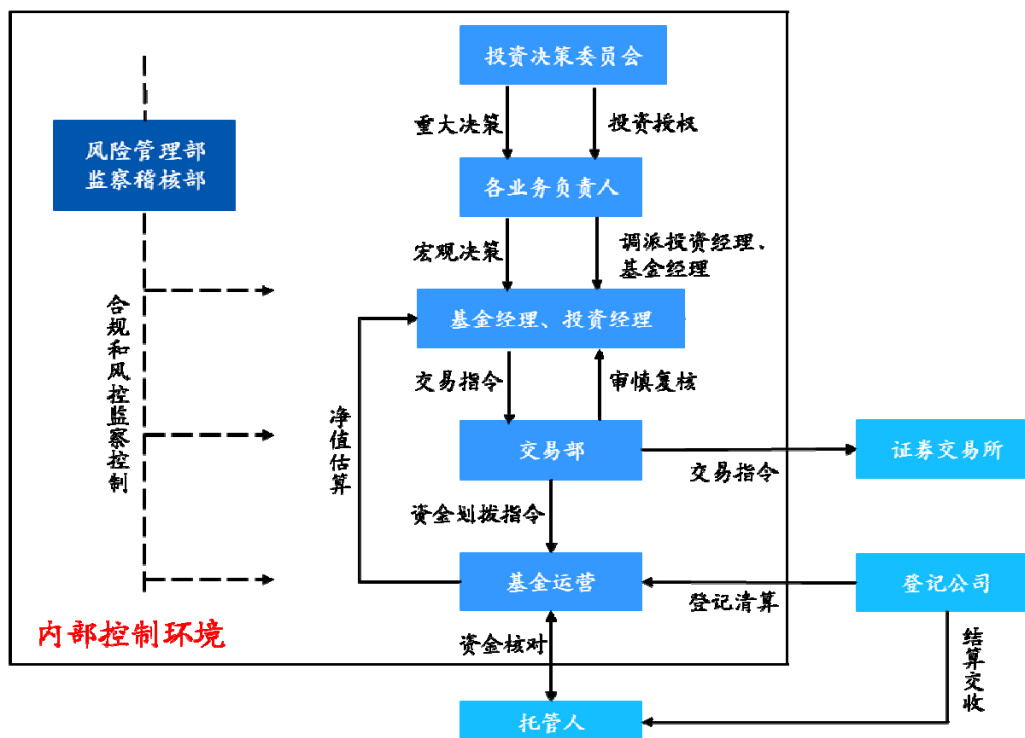 投资决策委员会
重大决策
投资授权
风险管理部
监察稽核部
各业务负责人
宏观决策
调派投资经理、
基金经理
合规和风控监察控制
基金经理、投资经理
交易指令
审慎复核
净值估算
交易部
交易指令
证券交易所
资金划拨指令
基金运营
登记清算
登记公司
内部控制环境
资金核对
结算交收
托管人